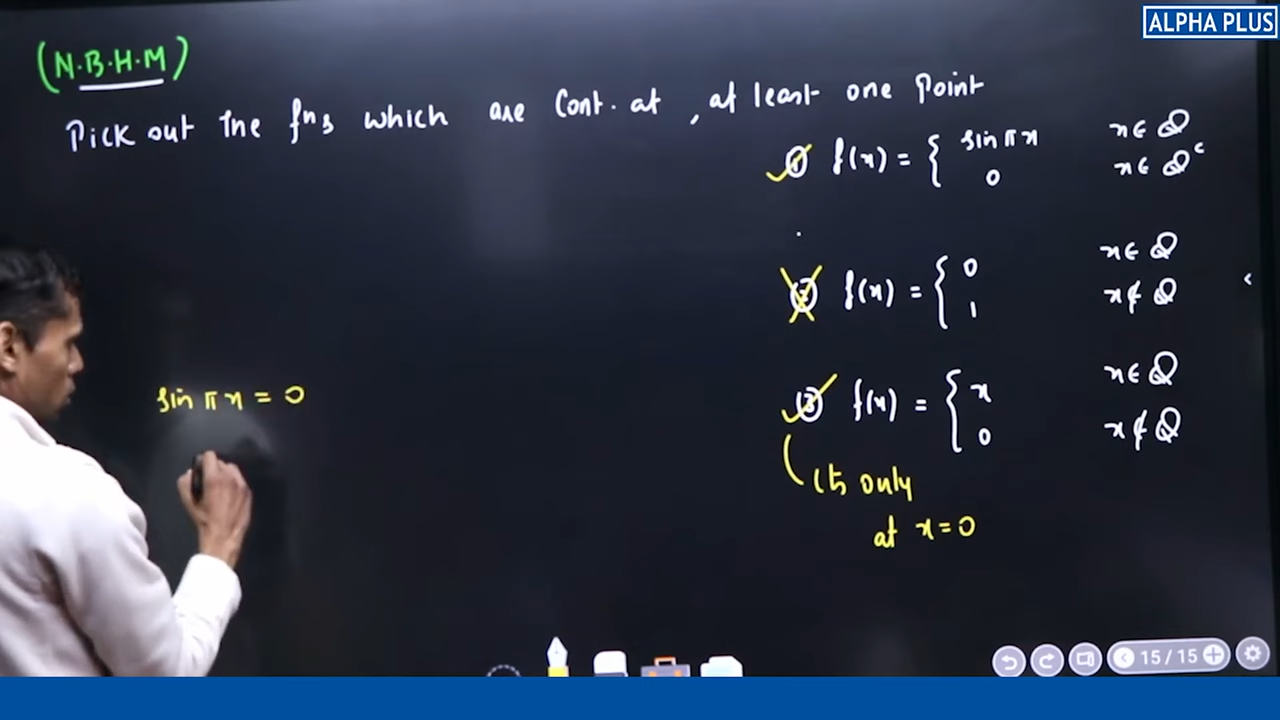 ALPHA PLUS
(N.B.H.M)
Pick out the fⁿs which are Cont. at , at least one Point
① f(x) = { sin πx x ∈ Q
0 x ∈ Qᶜ
② f(x) = { 0 x ∈ Q
1 x ∉ Q
③ f(x) = { x x ∈ Q
0 x ∉ Q
sin πx = 0
cts only
at x = 0
15/15